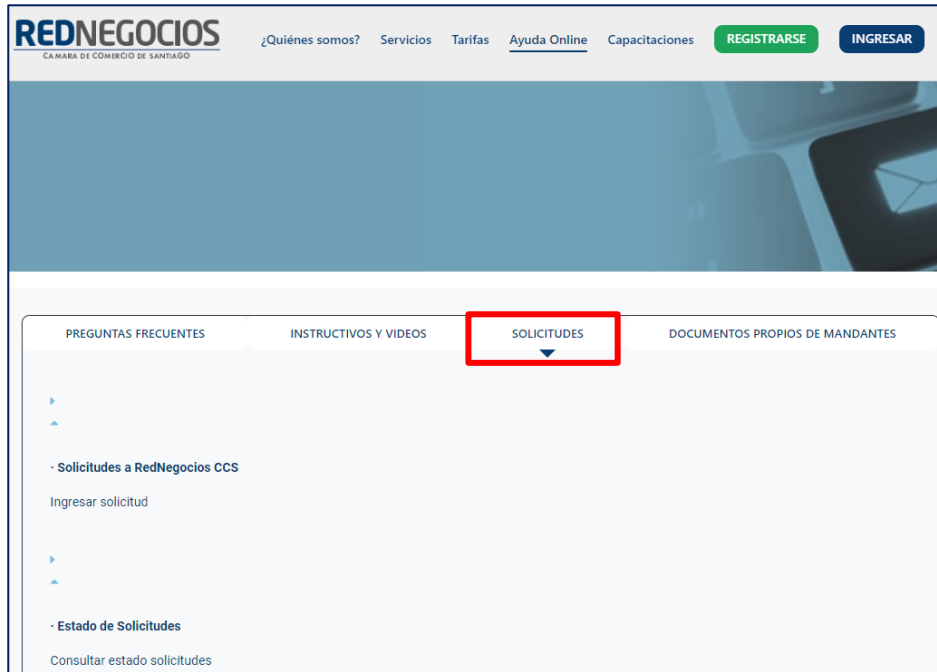 REDNEGOCIOS
CAMARA DE COMERCIO DE SANTIAGO
¿Quiénes somos? Servicios Tarifas Ayuda Online Capacitaciones REGISTRARSE INGRESAR
PREGUNTAS FRECUENTES INSTRUCTIVOS Y VIDEOS SOLICITUDES DOCUMENTOS PROPIOS DE MANDANTES
· Solicitudes a RedNegocios CCS
Ingresar solicitud
· Estado de Solicitudes
Consultar estado solicitudes